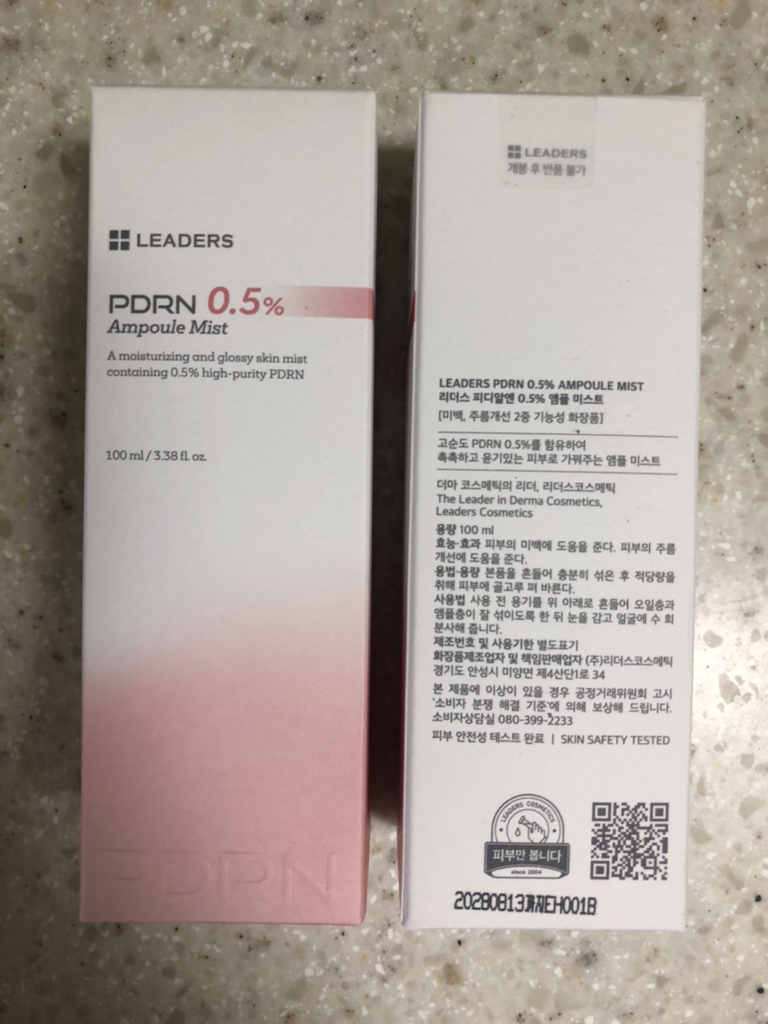 LEADERS
PDRN 0.5%
Ampoule Mist
A moisturizing and glossy skin mist
containing 0.5% high-purity PDRN
100 ml / 3.38 fl. oz.
PDRN
LEADERS
개봉 후 반품 불가
LEADERS PDRN 0.5% AMPOULE MIST
리더스 피디알엔 0.5% 앰플 미스트
[미백, 주름개선 2중 기능성 화장품]
고순도 PDRN 0.5%를 함유하여
촉촉하고 윤기있는 피부로 가꿔주는 앰플 미스트
더마 코스메틱의 리더, 리더스코스메틱
The Leader in Derma Cosmetics,
Leaders Cosmetics
용량 100 ml
효능·효과 피부의 미백에 도움을 준다. 피부의 주름
개선에 도움을 준다.
용법·용량 본품을 흔들어 충분히 섞은 후 적당량을
취해 피부에 골고루 펴 바른다.
사용법 사용 전 용기를 위 아래로 흔들어 오일층과
앰플층이 잘 섞이도록 한 뒤 눈을 감고 얼굴에 수 회
분사해 줍니다.
제조번호 및 사용기한 별도표기
화장품제조업자 및 책임판매업자 (주)리더스코스메틱
경기도 안성시 미양면 제4산단1로 34
본 제품에 이상이 있을 경우 공정거래위원회 고시
'소비자 분쟁 해결 기준'에 의해 보상해 드립니다.
소비자상담실 080-399-2233
피부 안전성 테스트 완료 | SKIN SAFETY TESTED
LEADERS COSMETICS
피부만 봅니다
since 2004
20280813까지EH001B